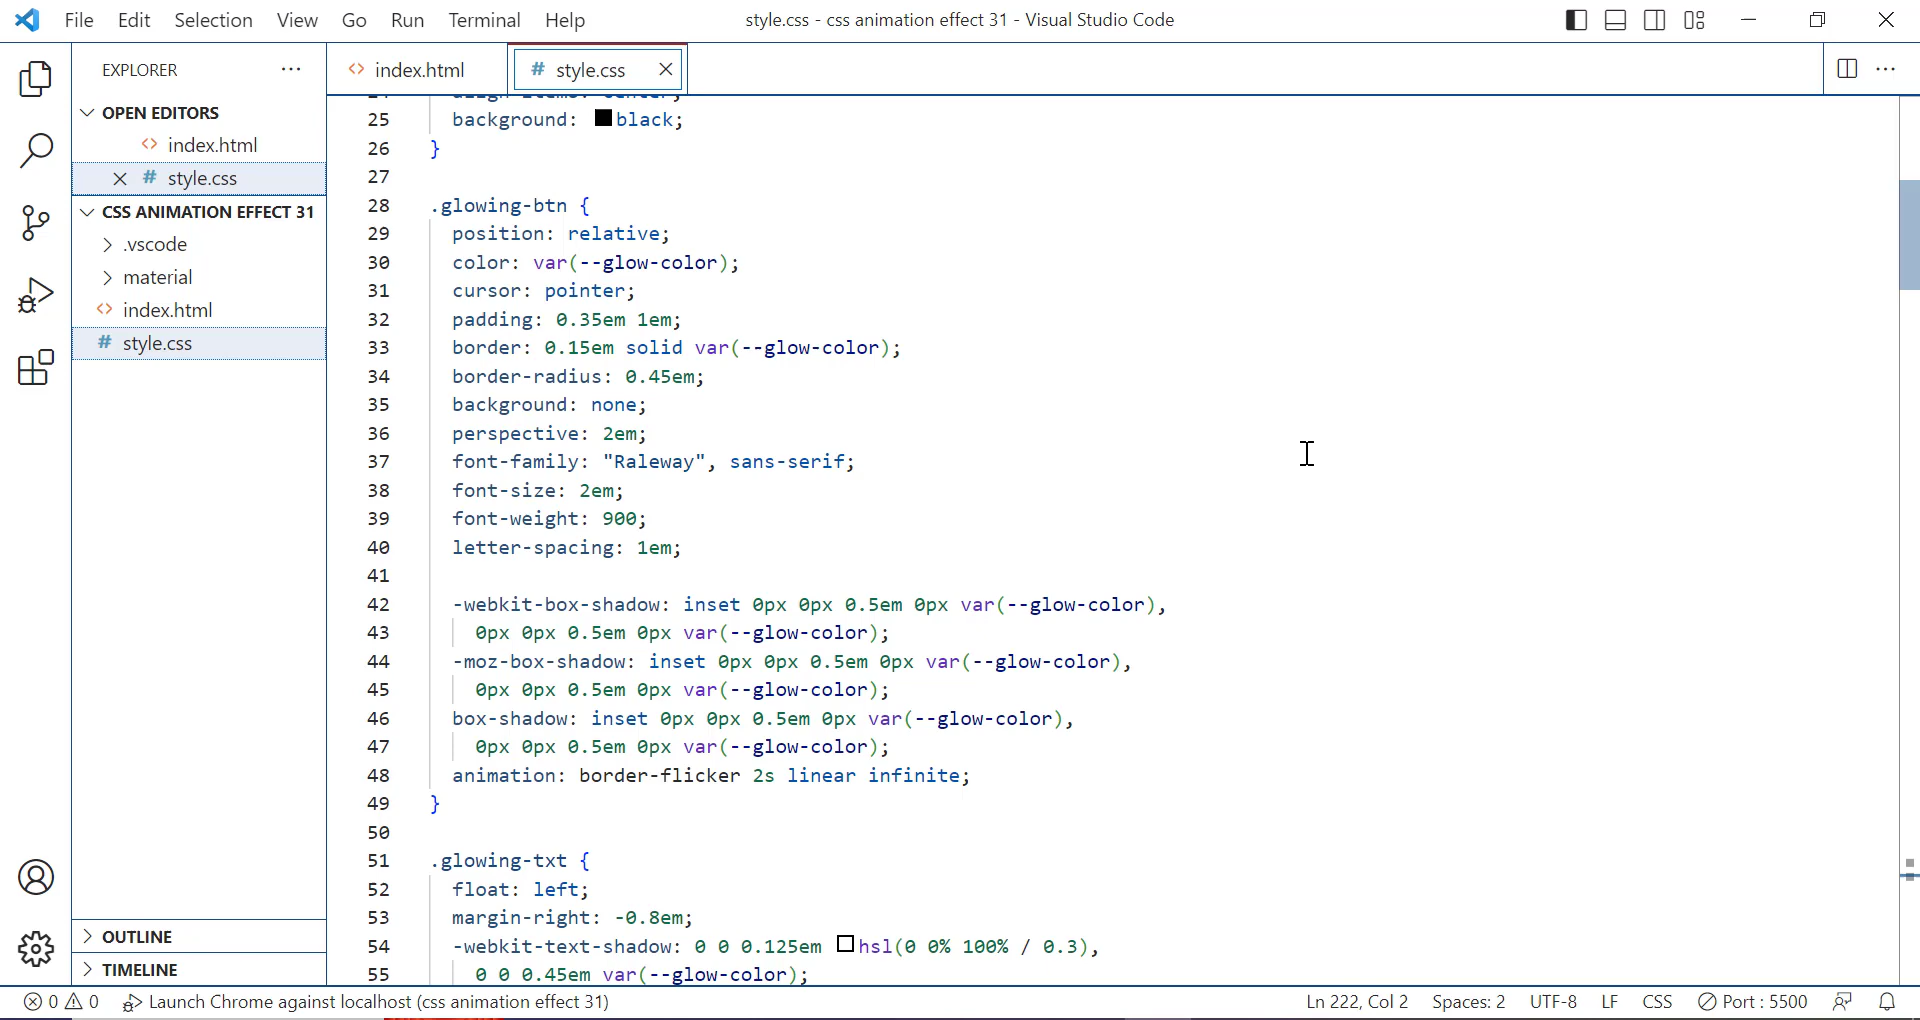 File Edit Selection View Go Run Terminal Help
style.css - css animation effect 31 - Visual Studio Code
EXPLORER
OPEN EDITORS
index.html
style.css
CSS ANIMATION EFFECT 31
.vscode
material
index.html
style.css
OUTLINE
TIMELINE
index.html
# style.css
25 background: black;
26 }
27
28 .glowing-btn {
29 position: relative;
30 color: var(--glow-color);
31 cursor: pointer;
32 padding: 0.35em 1em;
33 border: 0.15em solid var(--glow-color);
34 border-radius: 0.45em;
35 background: none;
36 perspective: 2em;
37 font-family: "Raleway", sans-serif;
38 font-size: 2em;
39 font-weight: 900;
40 letter-spacing: 1em;
41
42 -webkit-box-shadow: inset 0px 0px 0.5em 0px var(--glow-color),
43 0px 0px 0.5em 0px var(--glow-color);
44 -moz-box-shadow: inset 0px 0px 0.5em 0px var(--glow-color),
45 0px 0px 0.5em 0px var(--glow-color);
46 box-shadow: inset 0px 0px 0.5em 0px var(--glow-color),
47 0px 0px 0.5em 0px var(--glow-color);
48 animation: border-flicker 2s linear infinite;
49 }
50
51 .glowing-txt {
52 float: left;
53 margin-right: -0.8em;
54 -webkit-text-shadow: 0 0 0.125em hsl(0 0% 100% / 0.3),
55 0 0 0.45em var(--glow-color);
0 0 Launch Chrome against localhost (css animation effect 31)
Ln 222, Col 2 Spaces: 2 UTF-8 LF CSS Port : 5500